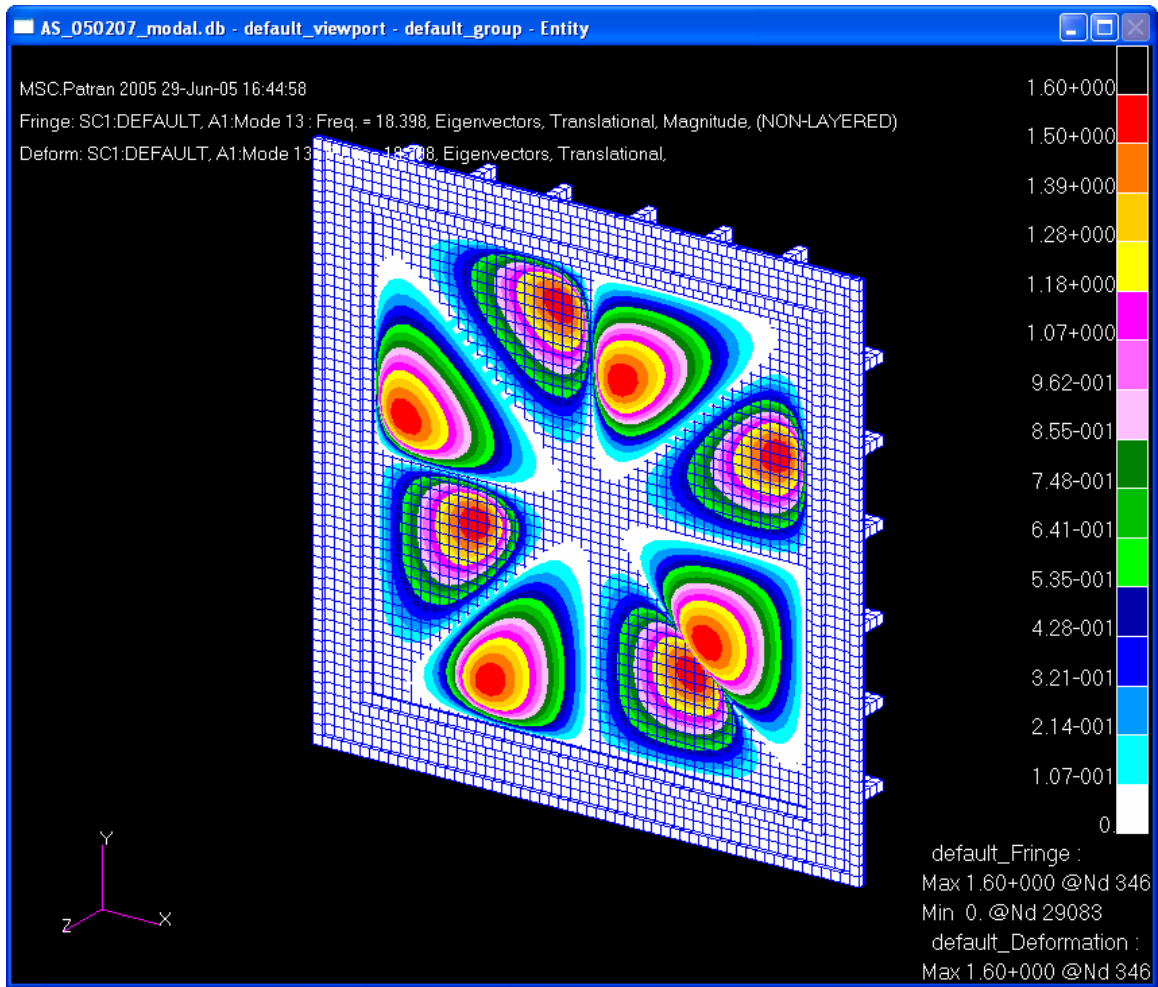 AS_050207_modal.db - default_viewport - default_group - Entity
MSC.Patran 2005 29-Jun-05 16:44:58
Fringe: SC1:DEFAULT, A1:Mode 13 : Freq. = 18.398, Eigenvectors, Translational, Magnitude, (NON-LAYERED)
Deform: SC1:DEFAULT, A1:Mode 13 Eigenvectors, Translational,
1.60+000
1.50+000
1.39+000
1.28+000
1.18+000
1.07+000
9.62-001
8.55-001
7.48-001
6.41-001
5.35-001
4.28-001
3.21-001
2.14-001
1.07-001
0.
default_Fringe :
Max 1.60+000 @Nd 346
Min 0. @Nd 29083
default_Deformation :
Max 1.60+000 @Nd 346
Y
Z
X